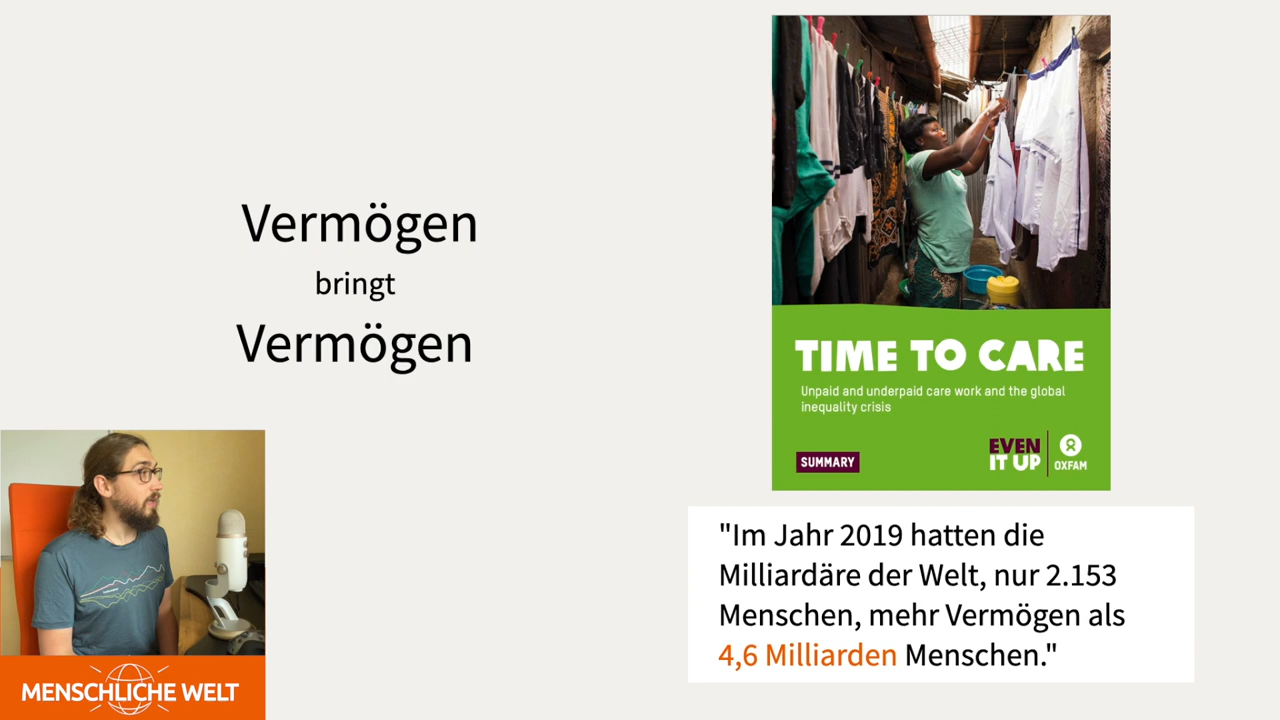 Vermögen
bringt
Vermögen
TIME TO CARE
Unpaid and underpaid care work and the global
inequality crisis
SUMMARY
EVEN
IT UP
OXFAM
"Im Jahr 2019 hatten die
Milliardäre der Welt, nur 2.153
Menschen, mehr Vermögen als
4,6 Milliarden Menschen."
MENSCHLICHE WELT